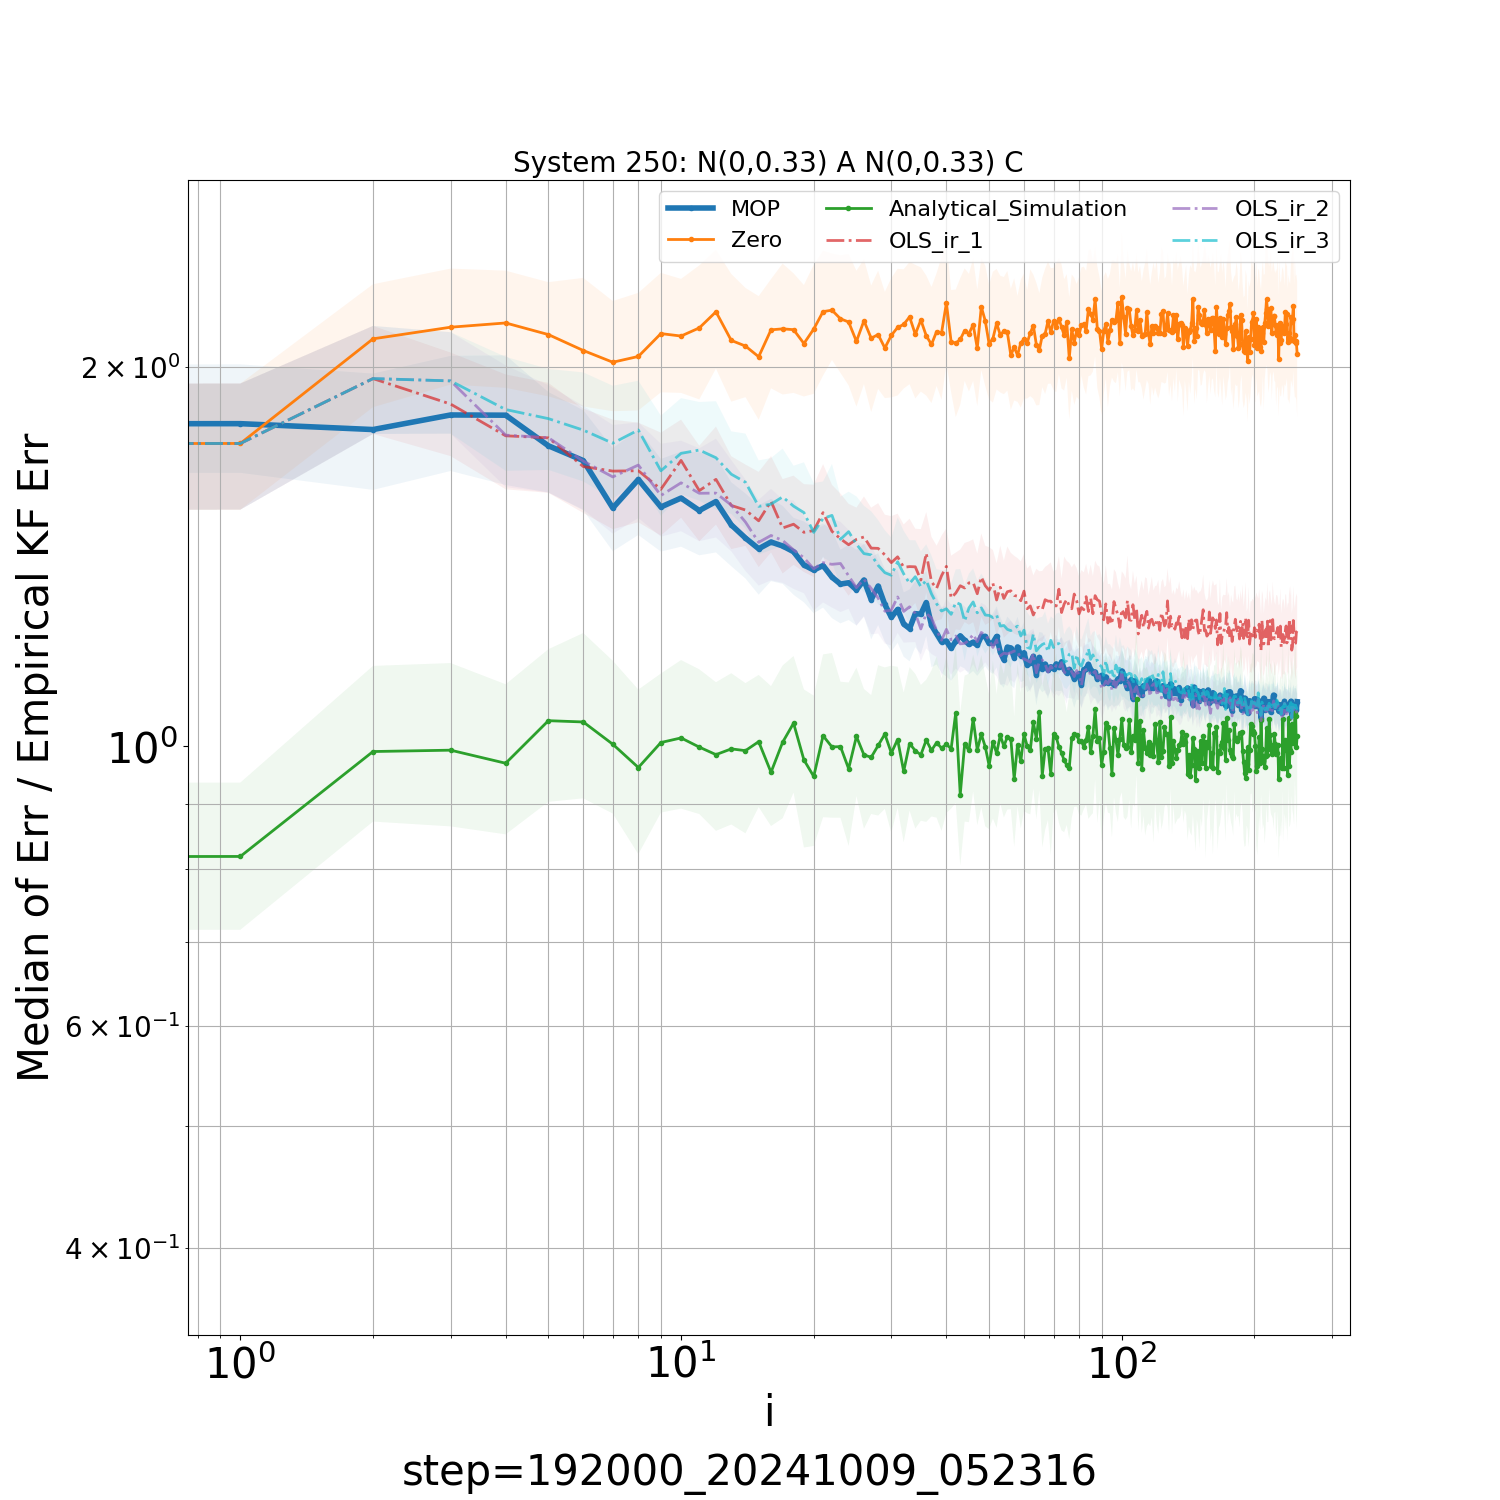 System 250: N(0,0.33) A N(0,0.33) C
MOP
Zero
Analytical_Simulation
OLS_ir_1
OLS_ir_2
OLS_ir_3
Median of Err / Empirical KF Err
2 × 10⁰
10⁰
6 × 10⁻¹
4 × 10⁻¹
10⁰
10¹
10²
i
step=192000_20241009_052316